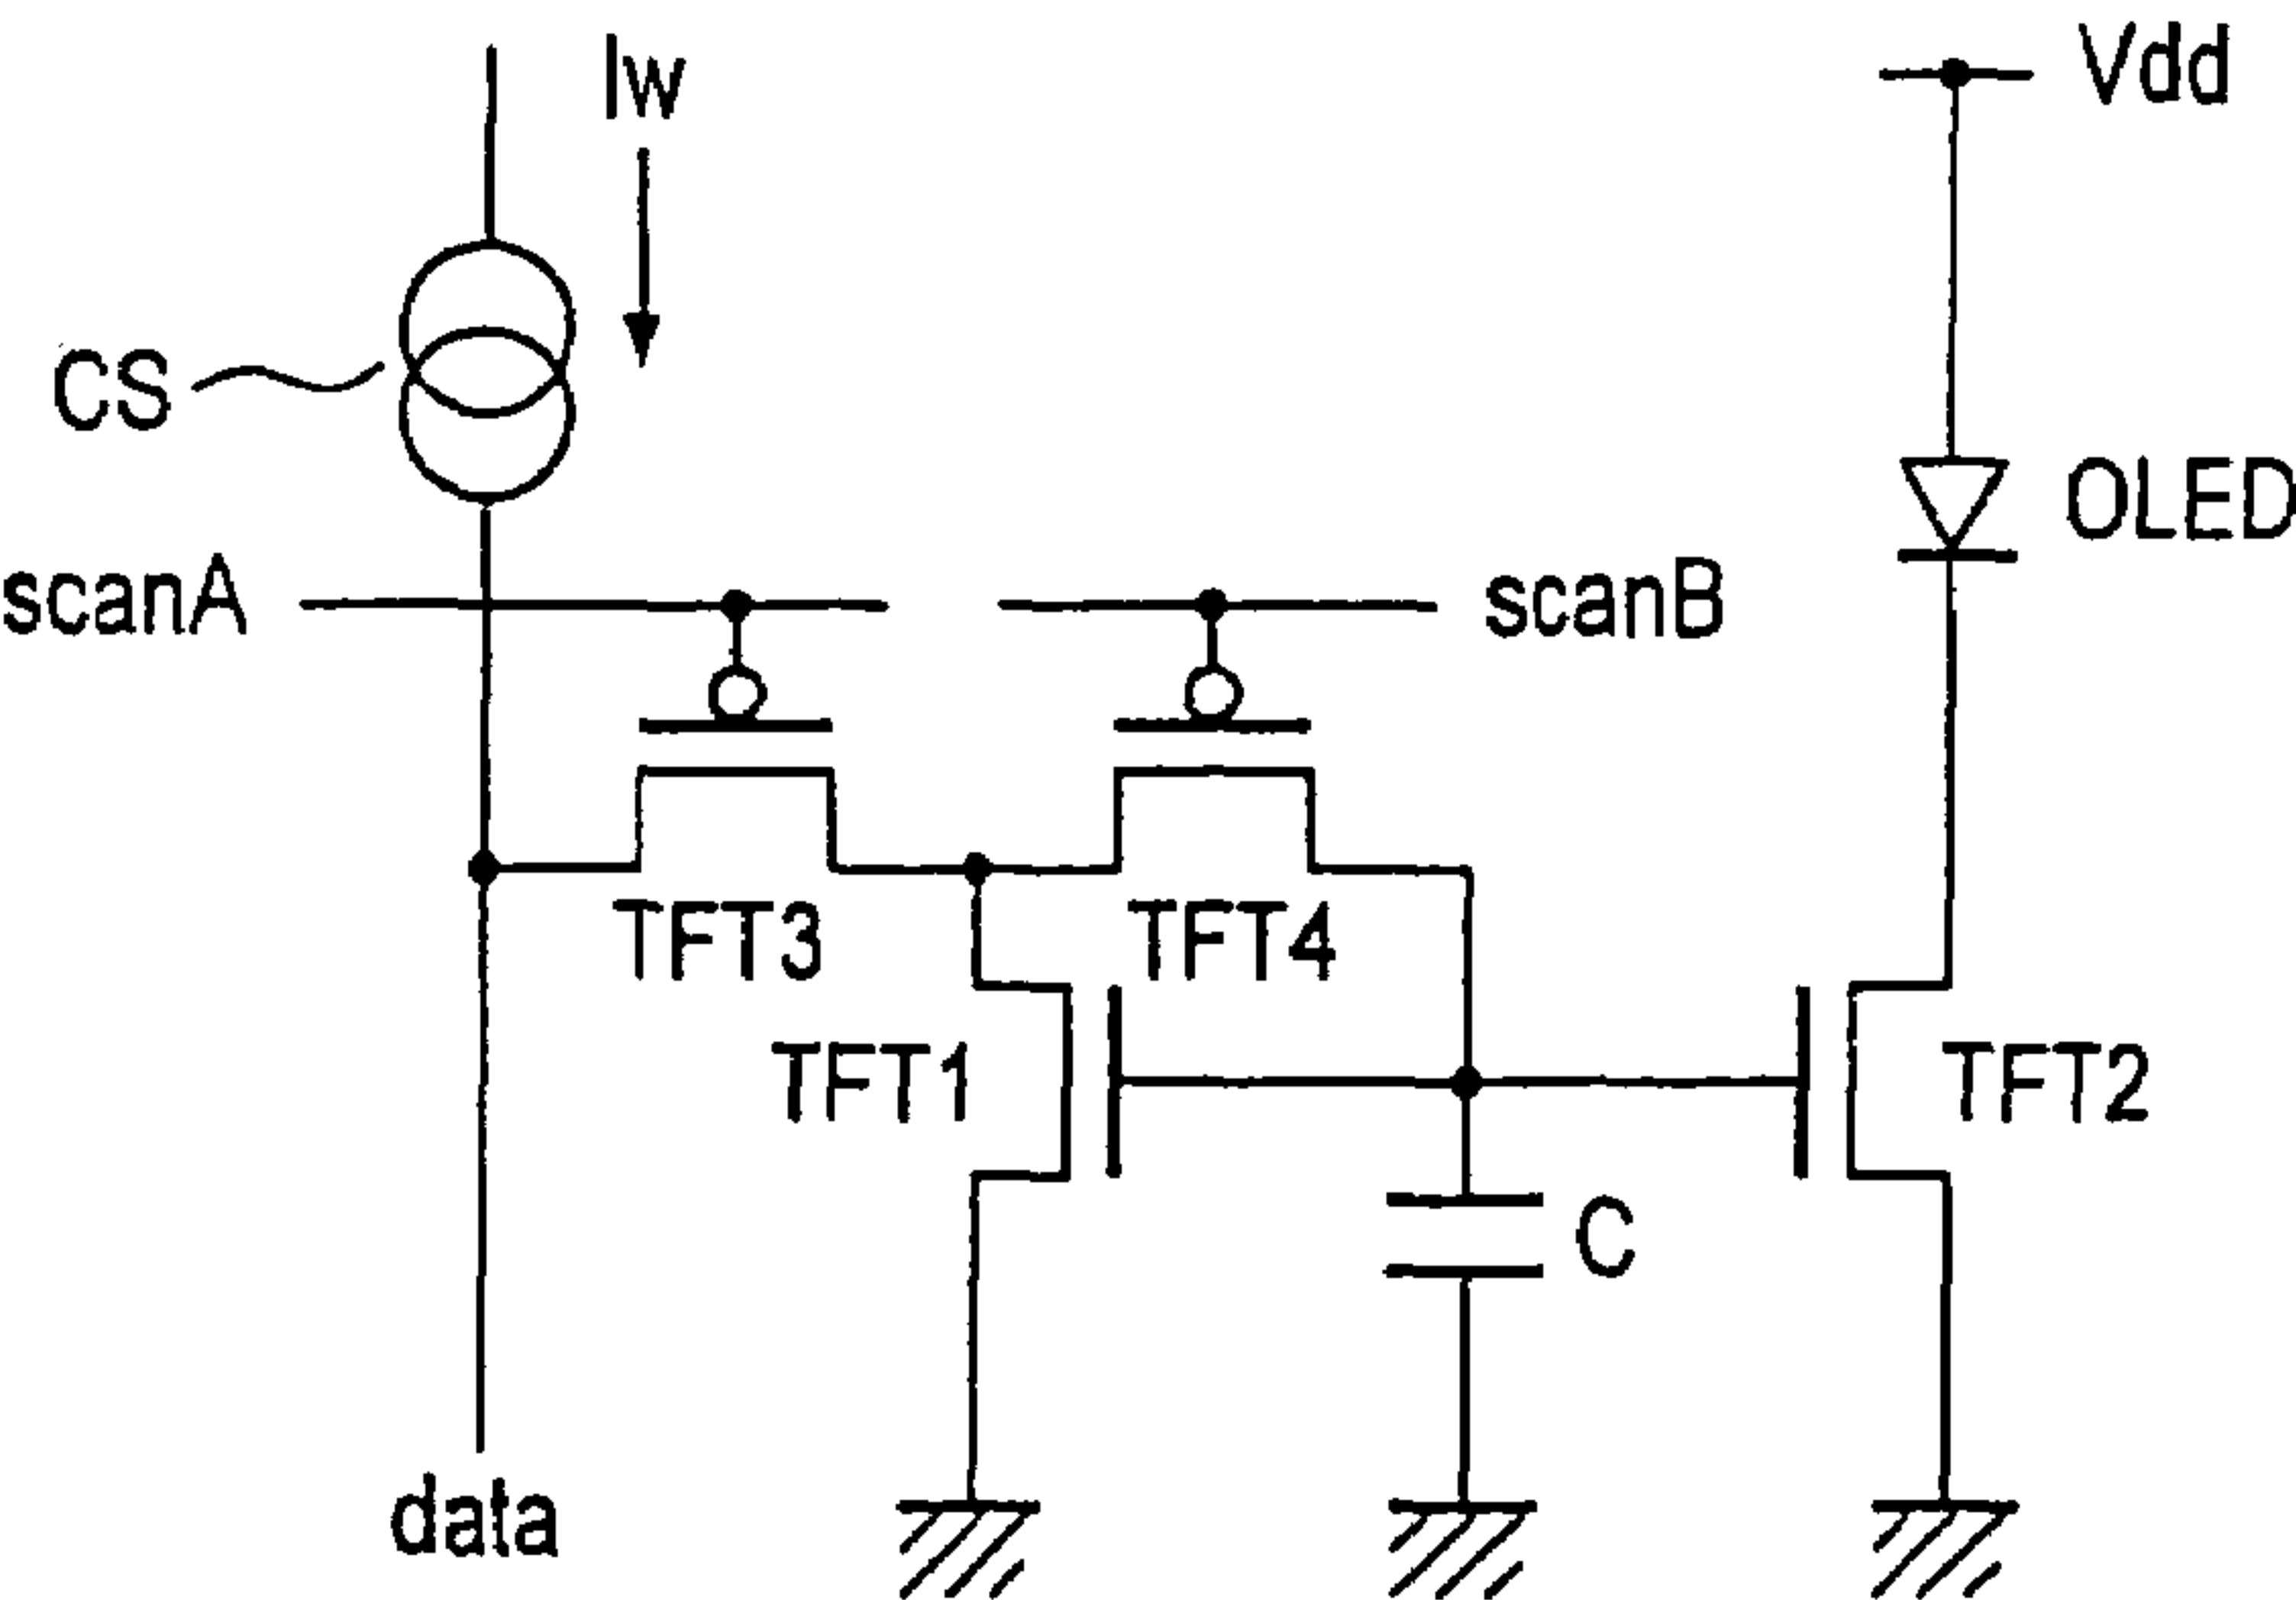 Iw
Vdd
CS
OLED
scanA
scanB
TFT3
TFT4
TFT1
TFT2
C
data